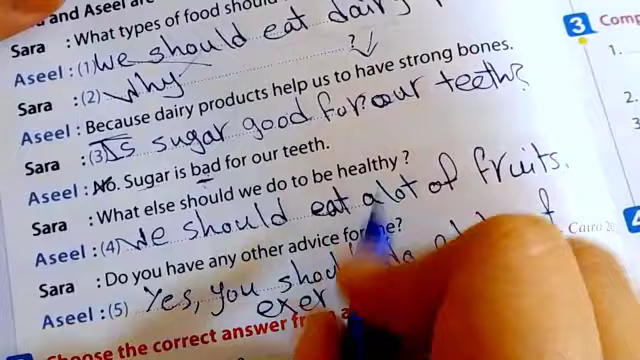 and Aseel are
Sara : What types of food should
Aseel : (1) We should eat dairy
Sara : (2) Why ?
Aseel : Because dairy products help us to have strong bones.
Sara : (3) Is sugar good for our teeth?
Aseel : No. Sugar is bad for our teeth.
Sara : What else should we do to be healthy ?
Aseel : (4) We should eat a lot of fruits.
Sara : Do you have any other advice for me?
Aseel : (5) Yes, you should do a lot of
exer
Choose the correct answer from a
3 Comp
1.
2.
3
Cairo 20
4